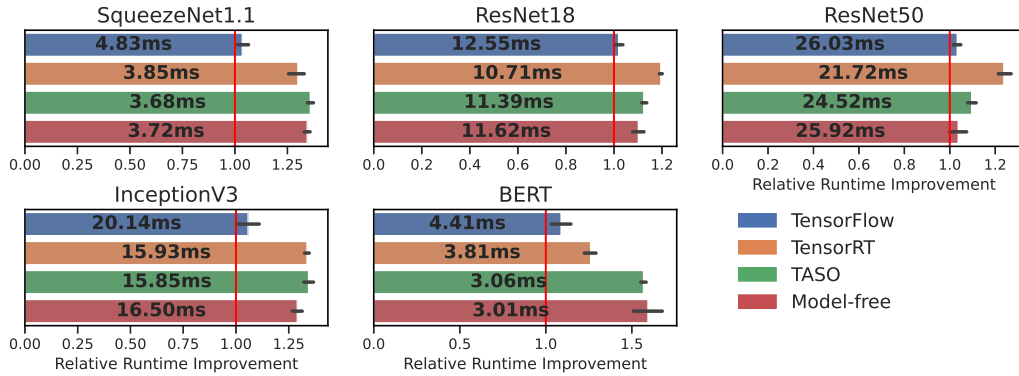 SqueezeNet1.1
4.83ms
3.85ms
3.68ms
3.72ms
0.00 0.25 0.50 0.75 1.00 1.25
ResNet18
12.55ms
10.71ms
11.39ms
11.62ms
0.0 0.2 0.4 0.6 0.8 1.0 1.2
ResNet50
26.03ms
21.72ms
24.52ms
25.92ms
0.0 0.2 0.4 0.6 0.8 1.0 1.2
Relative Runtime Improvement
InceptionV3
20.14ms
15.93ms
15.85ms
16.50ms
0.00 0.25 0.50 0.75 1.00 1.25
Relative Runtime Improvement
BERT
4.41ms
3.81ms
3.06ms
3.01ms
0.0 0.5 1.0 1.5
Relative Runtime Improvement
TensorFlow
TensorRT
TASO
Model-free